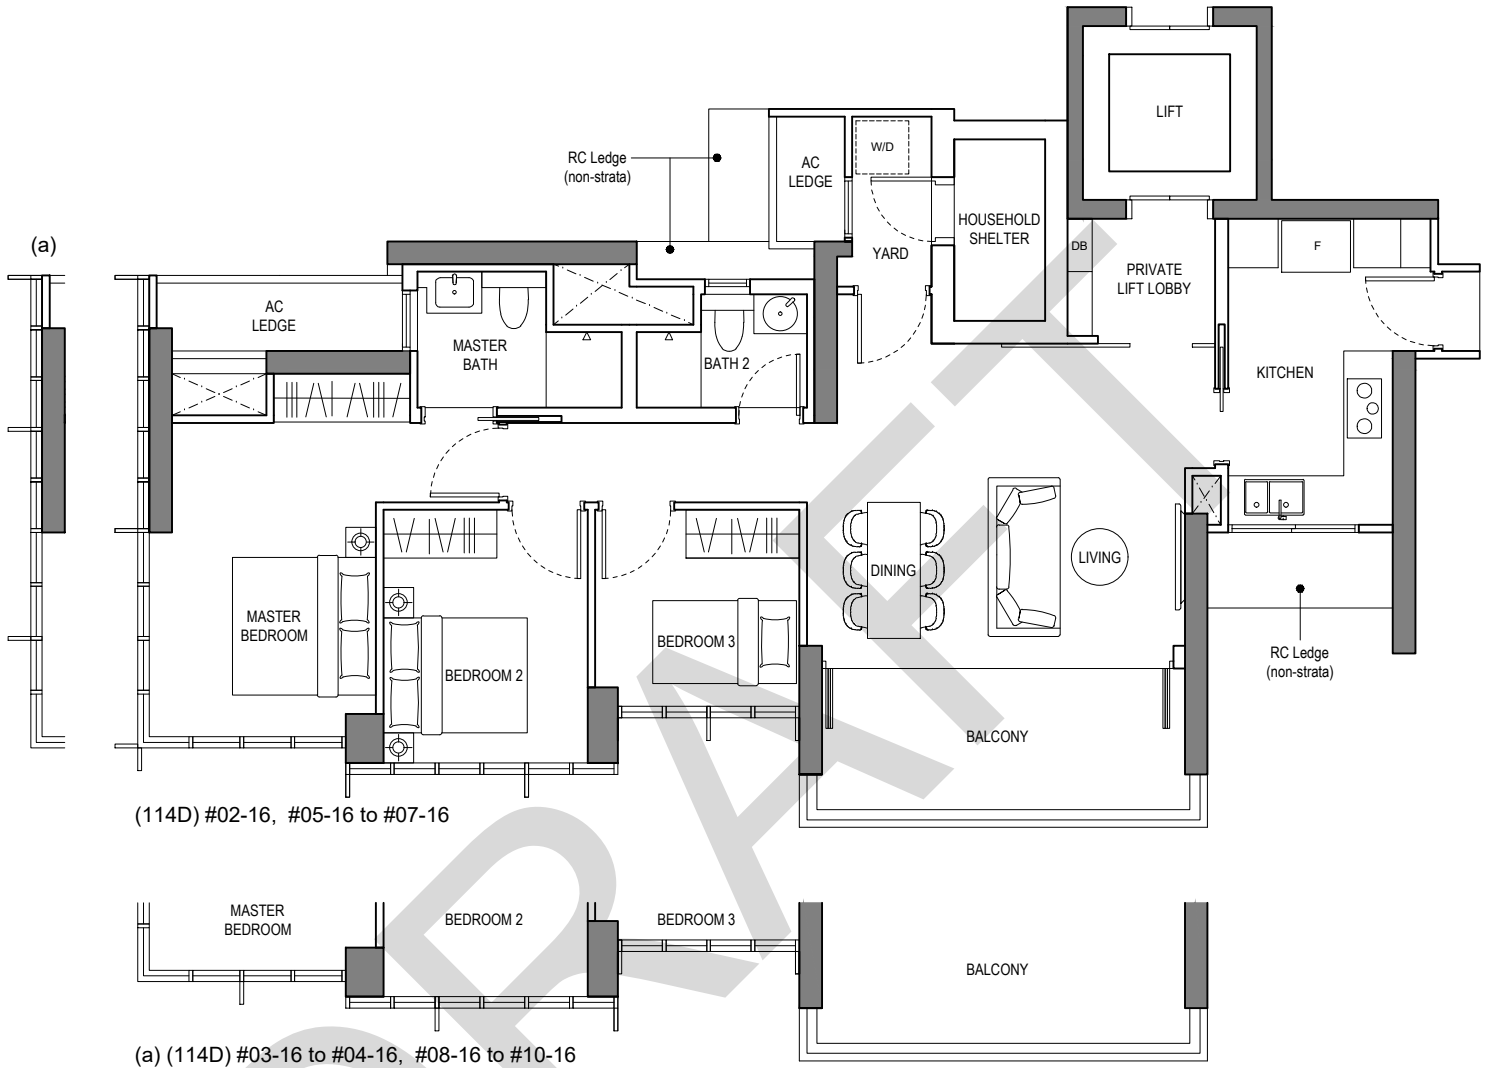 LIFT
RC Ledge
(non-strata)
AC
LEDGE
W/D
HOUSEHOLD
SHELTER
YARD
DB
PRIVATE
LIFT LOBBY
F
(a)
AC
LEDGE
MASTER
BATH
BATH 2
KITCHEN
MASTER
BEDROOM
BEDROOM 2
BEDROOM 3
DINING
LIVING
RC Ledge
(non-strata)
BALCONY
(114D) #02-16, #05-16 to #07-16
MASTER
BEDROOM
BEDROOM 2
BEDROOM 3
BALCONY
(a) (114D) #03-16 to #04-16, #08-16 to #10-16
DRAFT